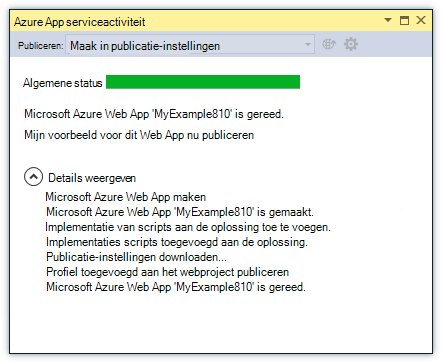 Azure App serviceactiviteit
Publiceren: Maak in publicatie-instellingen
Algemene status
Microsoft Azure Web App 'MyExample810' is gereed.
Mijn voorbeeld voor dit Web App nu publiceren
Details weergeven
Microsoft Azure Web App maken
Microsoft Azure Web App 'MyExample810' is gemaakt.
Implementatie van scripts aan de oplossing toe te voegen.
Implementaties scripts toegevoegd aan de oplossing.
Publicatie-instellingen downloaden...
Profiel toegevoegd aan het webproject publiceren
Microsoft Azure Web App 'MyExample810' is gereed.